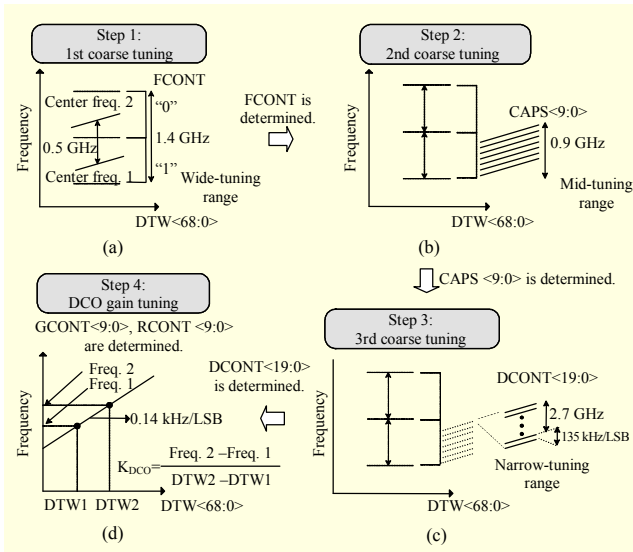 Step 1:
1st coarse tuning
Frequency
FCONT
Center freq. 2
"0"
0.5 GHz
1.4 GHz
"1"
Center freq. 1
Wide-tuning
range
DTW<68:0>
(a)
FCONT is
determined.
Step 2:
2nd coarse tuning
Frequency
CAPS<9:0>
0.9 GHz
Mid-tuning
range
DTW<68:0>
(b)
CAPS <9:0> is determined.
Step 3:
3rd coarse tuning
Frequency
DCONT<19:0>
2.7 GHz
135 kHz/LSB
Narrow-tuning
range
DTW<68:0>
(c)
DCONT<19:0>
is determined.
Step 4:
DCO gain tuning
GCONT<9:0>, RCONT <9:0>
are determined.
Frequency
Freq. 2
Freq. 1
0.14 kHz/LSB
K_DCO=
Freq. 2 –Freq. 1
DTW2 –DTW1
DTW1
DTW2
DTW<68:0>
(d)